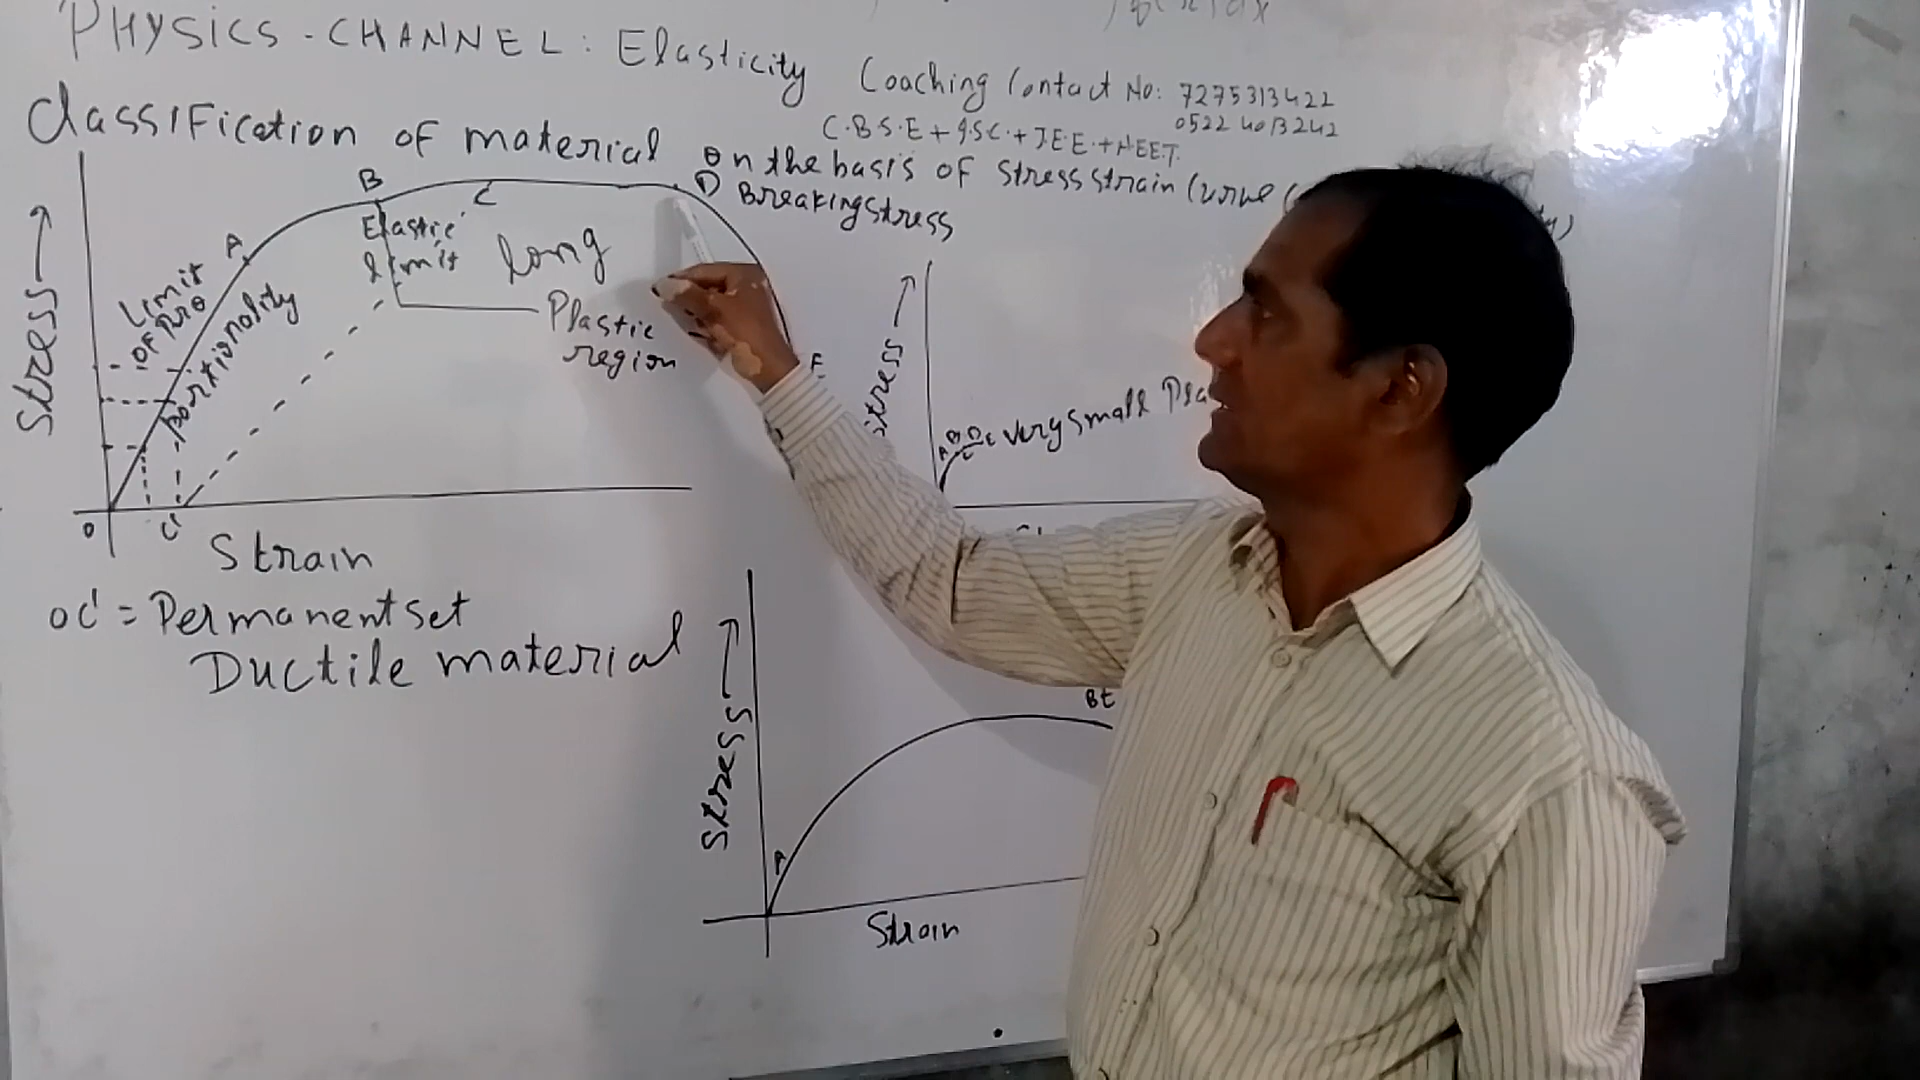 PHYSICS-CHANNEL: Elasticity
Coaching Contact No: 7275313422
0522 4013242
C.B.S.E + I.S.C. + J.E.E. + NEET.
Classification of material on the basis of Stress Strain Curve
Stress
Limit
of Pro
portionality
A
B
C
D Breaking stress
Elastic
limit
long
Plastic
region
E
O
C'
Strain
OC' = Permanent set
Ductile material
Stress
A
B
D
C
E
very small Pla
Stress
A
Bt
Strain